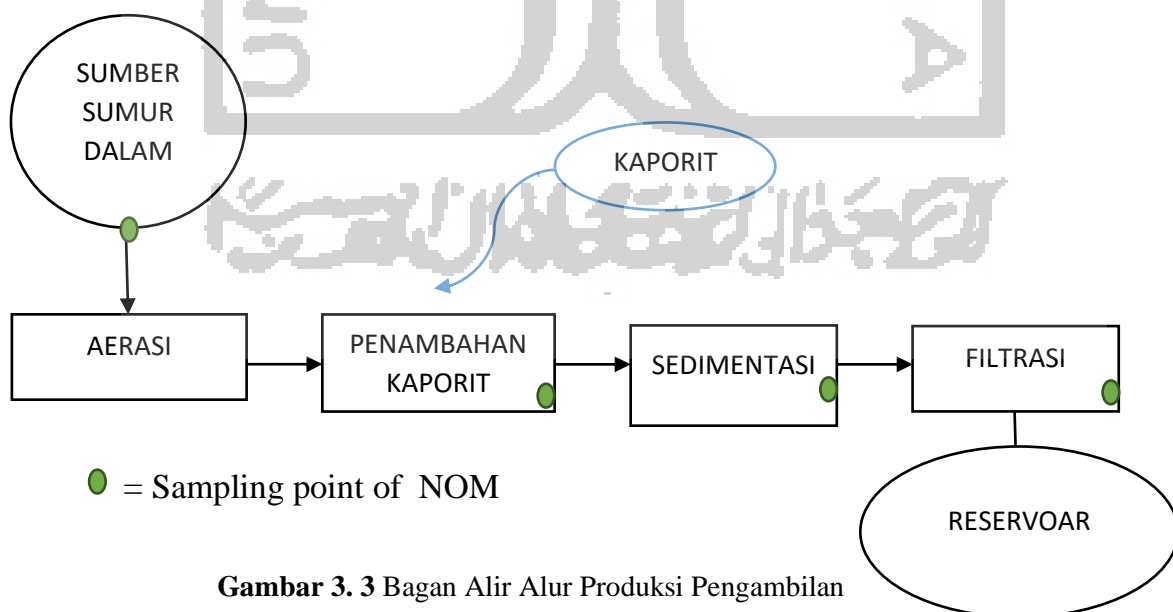 SUMBER
SUMUR
DALAM
KAPORIT
AERASI
PENAMBAHAN
KAPORIT
SEDIMENTASI
FILTRASI
= Sampling point of NOM
RESERVOAR
Gambar 3. 3 Bagan Alir Alur Produksi Pengambilan